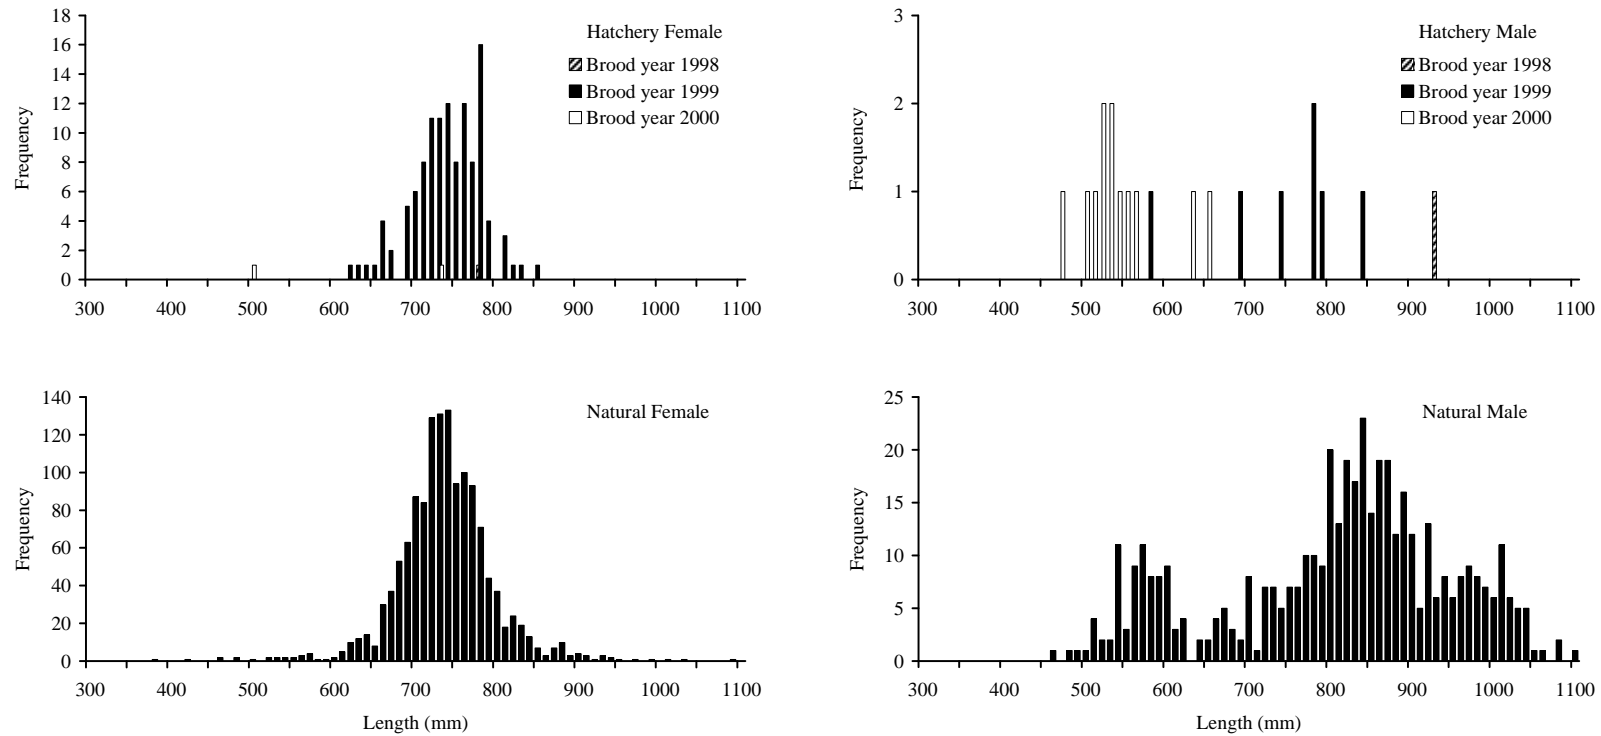 Hatchery Female
Brood year 1998
Brood year 1999
Brood year 2000
Frequency
18
16
14
12
10
8
6
4
2
0
300 400 500 600 700 800 900 1000 1100
Hatchery Male
Brood year 1998
Brood year 1999
Brood year 2000
Frequency
3
2
1
0
300 400 500 600 700 800 900 1000 1100
Natural Female
Frequency
140
120
100
80
60
40
20
0
300 400 500 600 700 800 900 1000 1100
Length (mm)
Natural Male
Frequency
25
20
15
10
5
0
300 400 500 600 700 800 900 1000 1100
Length (mm)